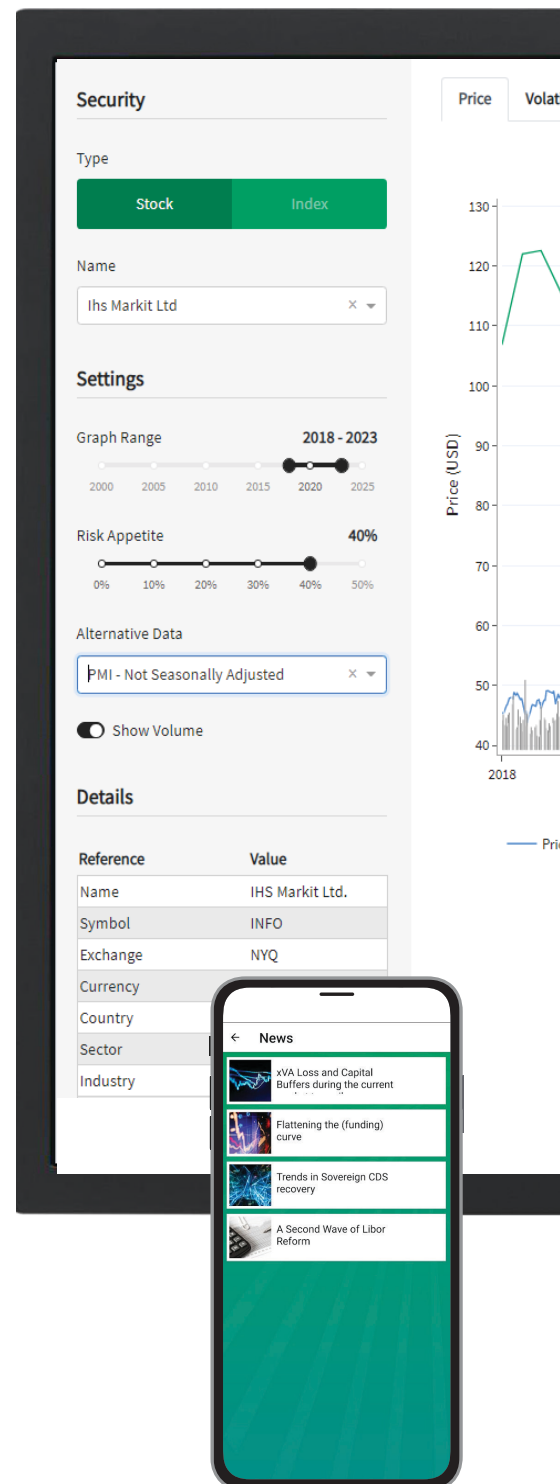 Security
Type
Stock Index
Name
Ihs Markit Ltd
Settings
Graph Range 2018 - 2023
2000 2005 2010 2015 2020 2025
Risk Appetite 40%
0% 10% 20% 30% 40% 50%
Alternative Data
PMI - Not Seasonally Adjusted
Show Volume
Details
Reference Value
Name IHS Markit Ltd.
Symbol INFO
Exchange NYQ
Currency
Country
Sector
Industry
Price Volat
Price (USD)
130
120
110
100
90
80
70
60
50
40
2018
Pri
News
xVA Loss and Capital
Buffers during the current
Flattening the (funding)
curve
Trends in Sovereign CDS
recovery
A Second Wave of Libor
Reform